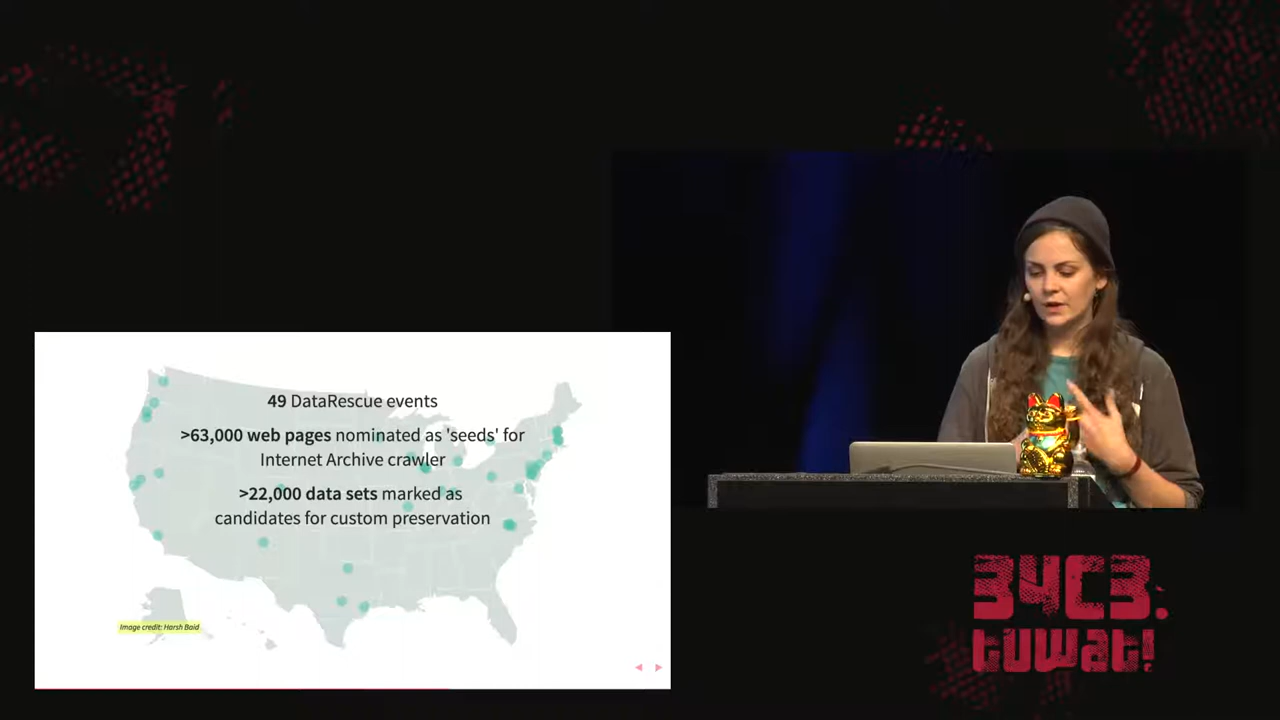 49 DataRescue events
>63,000 web pages nominated as 'seeds' for
Internet Archive crawler
>22,000 data sets marked as
candidates for custom preservation
Image credit: Harsh Baid
34C3:
tuwat!